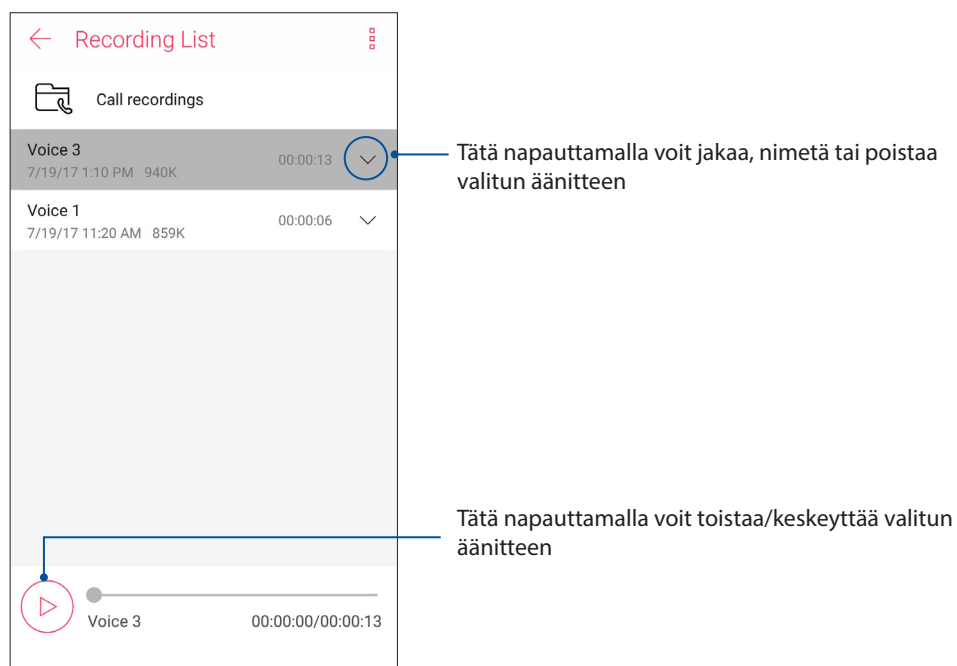 Recording List
Call recordings
Voice 3
00:00:13
7/19/17 1:10 PM 940K
Tätä napauttamalla voit jakaa, nimetä tai poistaa
valitun äänitteen
Voice 1
00:00:06
7/19/17 11:20 AM 859K
Tätä napauttamalla voit toistaa/keskeyttää valitun
äänitteen
Voice 3
00:00:00/00:00:13